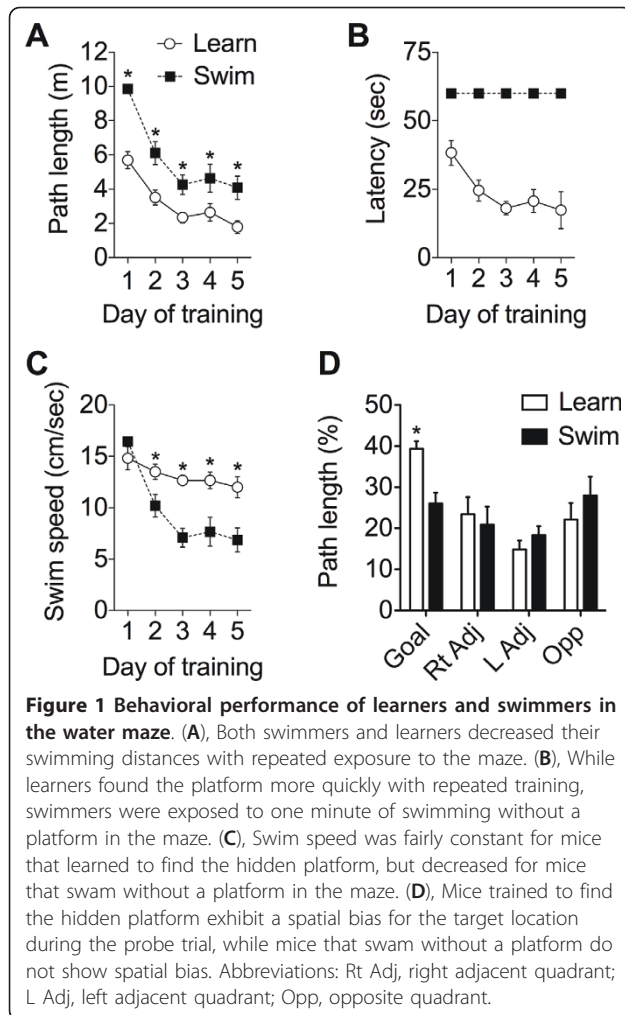 A
Learn
Swim
Path length (m)
12
10
8
6
4
2
0
*
*
*
*
*
1 2 3 4 5
Day of training
B
Latency (sec)
75
50
25
0
1 2 3 4 5
Day of training
C
Swim speed (cm/sec)
20
15
10
5
0
*
*
*
*
1 2 3 4 5
Day of training
D
Learn
Swim
Path length (%)
50
40
30
20
10
0
*
Goal
Rt Adj
L Adj
Opp
Figure 1 Behavioral performance of learners and swimmers in
the water maze. (A), Both swimmers and learners decreased their
swimming distances with repeated exposure to the maze. (B), While
learners found the platform more quickly with repeated training,
swimmers were exposed to one minute of swimming without a
platform in the maze. (C), Swim speed was fairly constant for mice
that learned to find the hidden platform, but decreased for mice
that swam without a platform in the maze. (D), Mice trained to find
the hidden platform exhibit a spatial bias for the target location
during the probe trial, while mice that swam without a platform do
not show spatial bias. Abbreviations: Rt Adj, right adjacent quadrant;
L Adj, left adjacent quadrant; Opp, opposite quadrant.